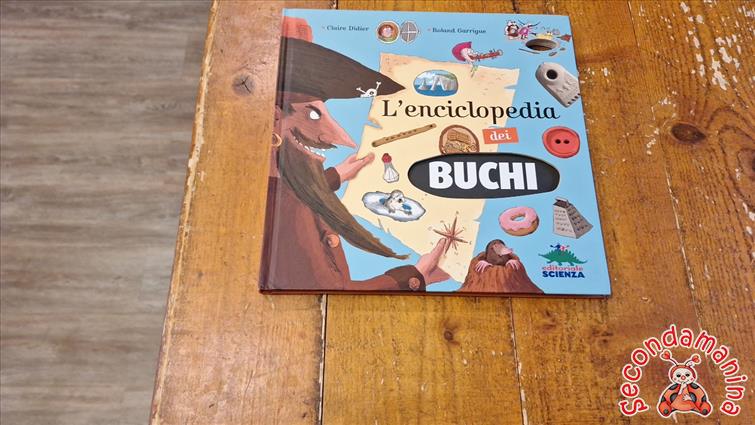 Claire Didier
Roland Garrigue
L'enciclopedia
dei
BUCHI
editoriale
SCIENZA
Secondamanina